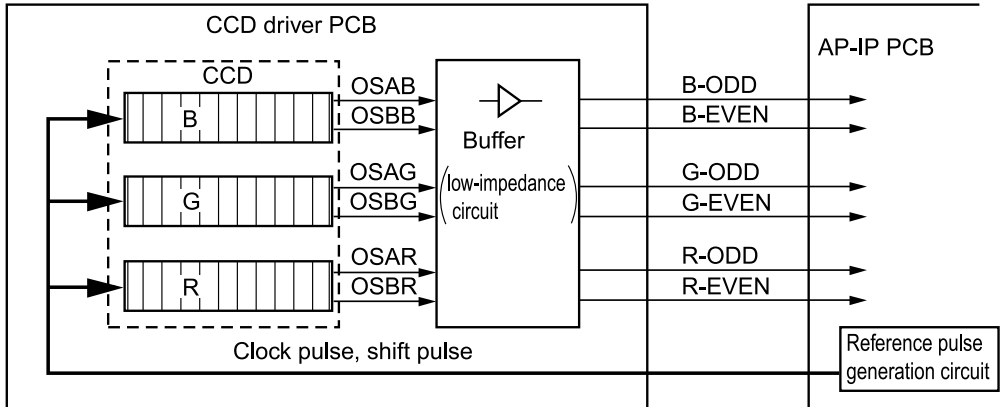 CCD driver PCB
AP-IP PCB
CCD
B
G
R
OSAB
OSBB
OSAG
OSBG
OSAR
OSBR
Buffer
(low-impedance
circuit)
B-ODD
B-EVEN
G-ODD
G-EVEN
R-ODD
R-EVEN
Clock pulse, shift pulse
Reference pulse
generation circuit